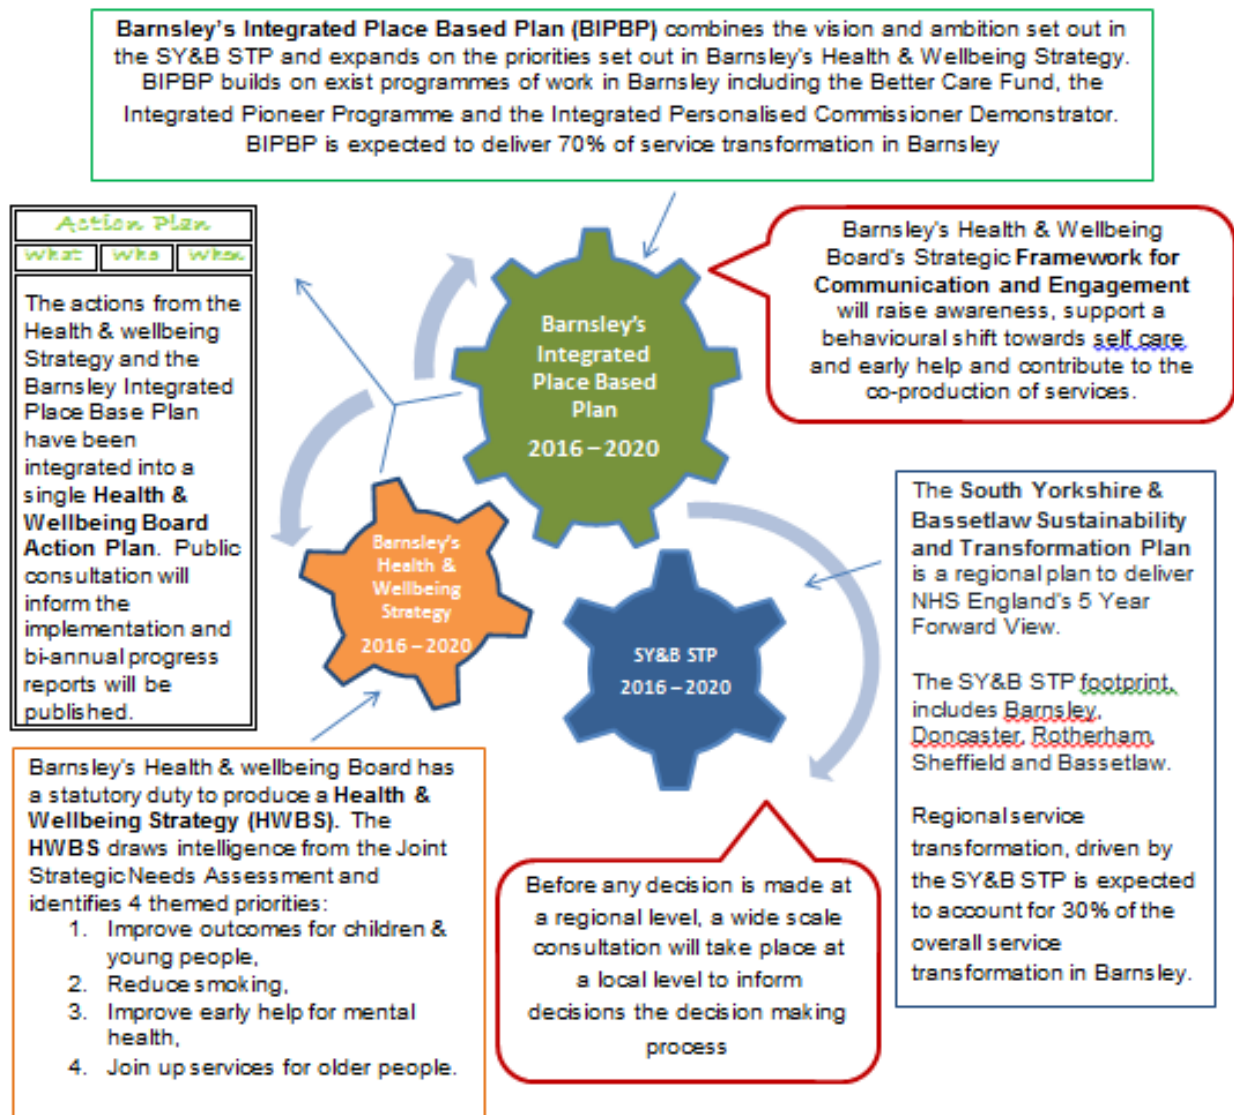 Barnsley's Integrated Place Based Plan (BIPBP) combines the vision and ambition set out in
the SY&B STP and expands on the priorities set out in Barnsley's Health & Wellbeing Strategy.
BIPBP builds on exist programmes of work in Barnsley including the Better Care Fund, the
Integrated Pioneer Programme and the Integrated Personalised Commissioner Demonstrator.
BIPBP is expected to deliver 70% of service transformation in Barnsley
Action Plan
What Who When
The actions from the
Health & wellbeing
Strategy and the
Barnsley Integrated
Place Base Plan
have been
integrated into a
single Health &
Wellbeing Board
Action Plan. Public
consultation will
inform the
implementation and
bi-annual progress
reports will be
published.
Barnsley's
Integrated
Place Based
Plan
2016 – 2020
Barnsley's Health & Wellbeing
Board's Strategic Framework for
Communication and Engagement
will raise awareness, support a
behavioural shift towards self care
and early help and contribute to the
co-production of services.
Barnsley's
Health &
Wellbeing
Strategy
2016 – 2020
SY&B STP
2016 – 2020
The South Yorkshire &
Bassetlaw Sustainability
and Transformation Plan
is a regional plan to deliver
NHS England's 5 Year
Forward View.
The SY&B STP footprint,
includes Barnsley,
Doncaster, Rotherham,
Sheffield and Bassetlaw.
Regional service
transformation, driven by
the SY&B STP is expected
to account for 30% of the
overall service
transformation in Barnsley.
Barnsley's Health & wellbeing Board has
a statutory duty to produce a Health &
Wellbeing Strategy (HWBS). The
HWBS draws intelligence from the Joint
Strategic Needs Assessment and
identifies 4 themed priorities:
1. Improve outcomes for children &
young people,
2. Reduce smoking,
3. Improve early help for mental
health,
4. Join up services for older people.
Before any decision is made at
a regional level, a wide scale
consultation will take place at
a local level to inform
decisions the decision making
process